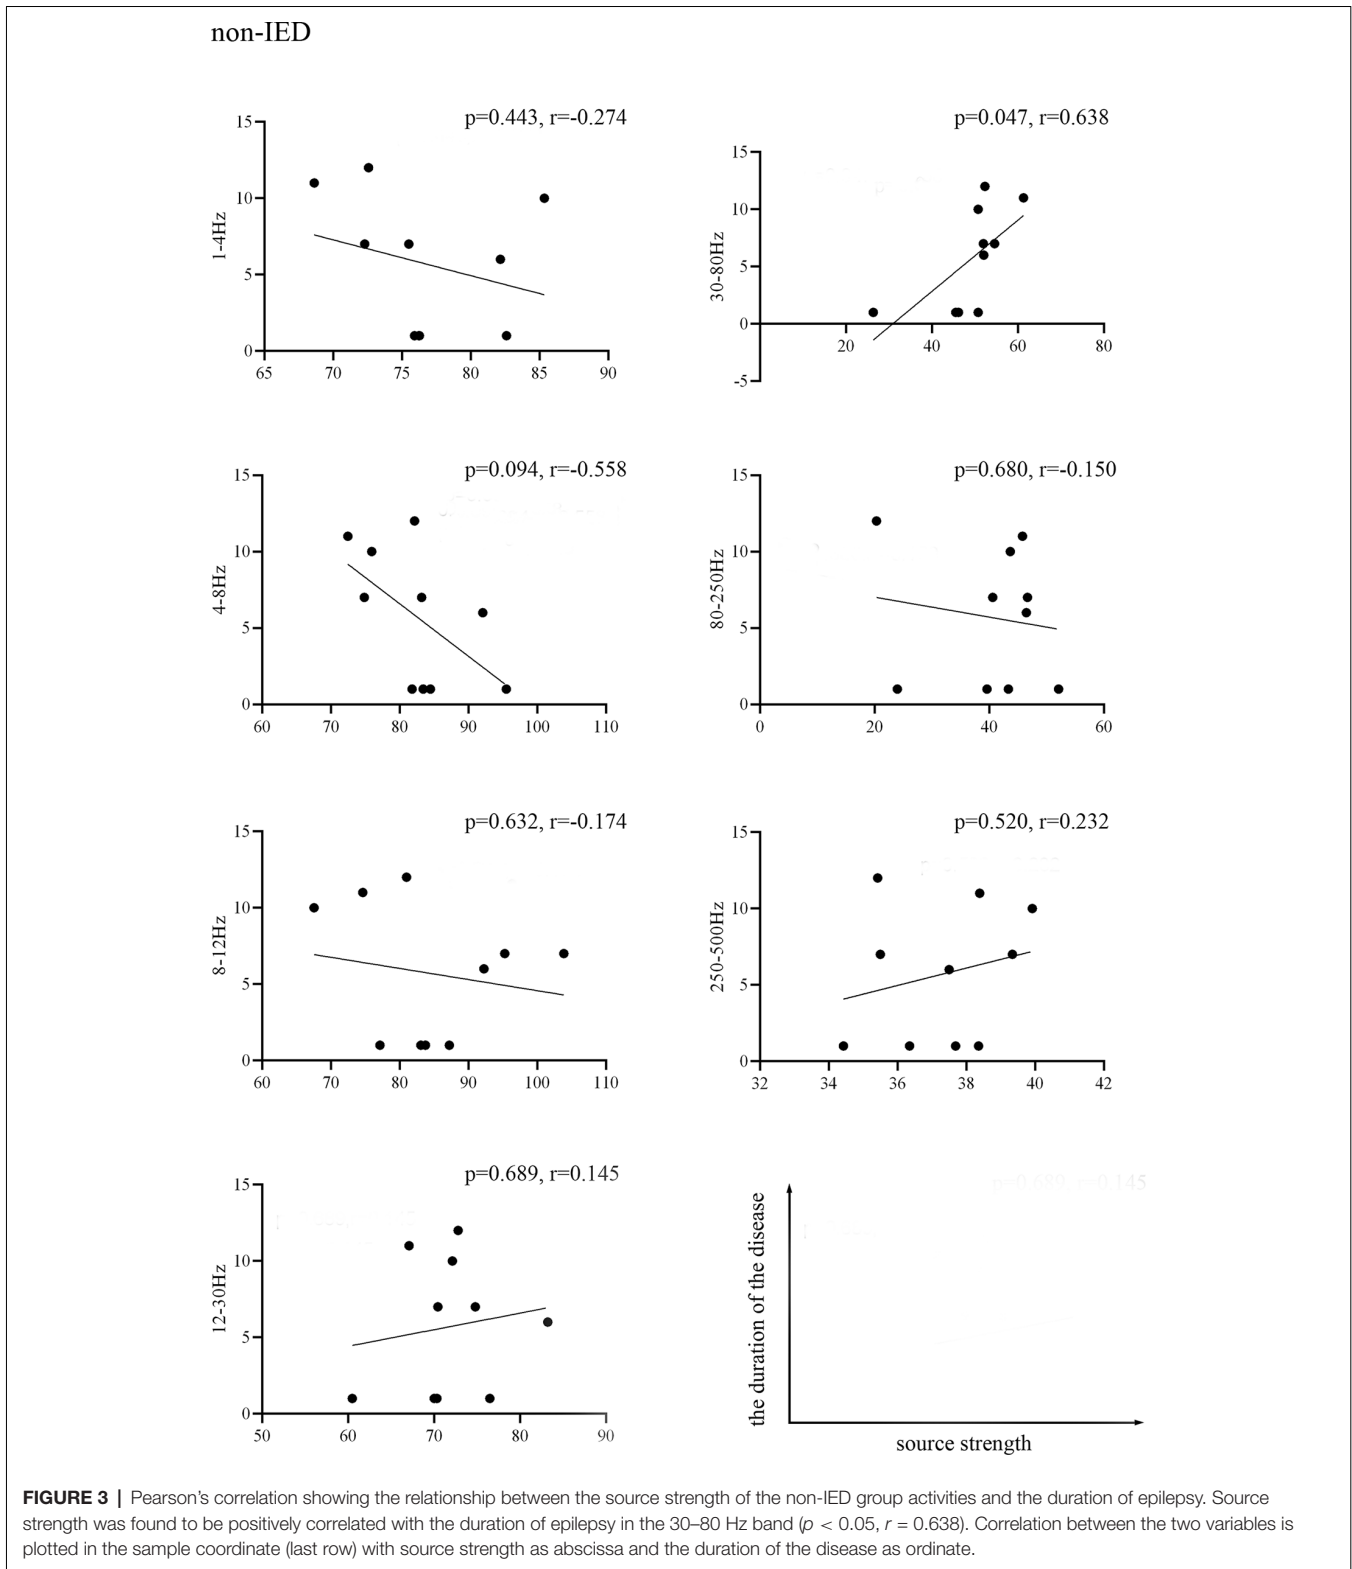 non-IED
p=0.443, r=-0.274
1-4Hz
15
10
5
0
65 70 75 80 85 90
p=0.047, r=0.638
30-80Hz
15
10
5
0
-5
20 40 60 80
p=0.094, r=-0.558
4-8Hz
15
10
5
0
60 70 80 90 100 110
p=0.680, r=-0.150
80-250Hz
15
10
5
0
0 20 40 60
p=0.632, r=-0.174
8-12Hz
15
10
5
0
60 70 80 90 100 110
p=0.520, r=0.232
250-500Hz
15
10
5
0
32 34 36 38 40 42
p=0.689, r=0.145
12-30Hz
15
10
5
0
50 60 70 80 90
p=0.689, r=0.145
the duration of the disease
source strength
FIGURE 3 | Pearson's correlation showing the relationship between the source strength of the non-IED group activities and the duration of epilepsy. Source
strength was found to be positively correlated with the duration of epilepsy in the 30–80 Hz band (p < 0.05, r = 0.638). Correlation between the two variables is
plotted in the sample coordinate (last row) with source strength as abscissa and the duration of the disease as ordinate.